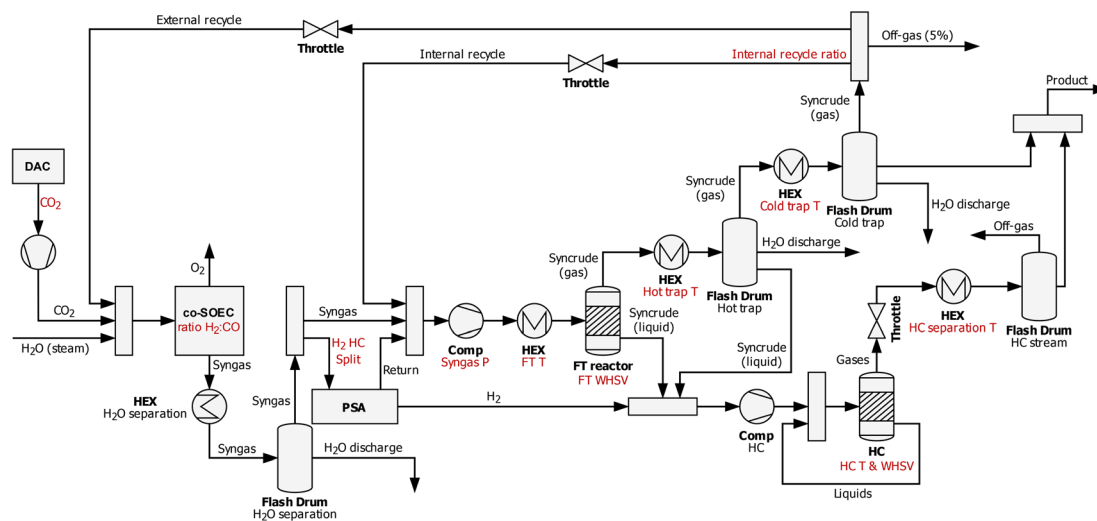 External recycle
Throttle
Off-gas (5%)
Internal recycle
Internal recycle ratio
Throttle
Product
Syncrude
(gas)
DAC
CO₂
HEX
Cold trap T
Flash Drum
Cold trap
Syncrude
(gas)
H₂O discharge
O₂
Syncrude
(gas)
HEX
Hot trap T
H₂O discharge
Flash Drum
Hot trap
Off-gas
CO₂
H₂O (steam)
co-SOEC
ratio H₂:CO
Syngas
H₂ HC
Split
Return
Comp
Syngas P
HEX
FT T
Syncrude
(liquid)
FT reactor
FT WHSV
Syncrude
(liquid)
Throttle
HEX
HC separation T
Flash Drum
HC stream
Syngas
HEX
H₂O separation
Syngas
PSA
H₂
Gases
Comp
HC
HC
HC T & WHSV
Liquids
Syngas
H₂O discharge
Flash Drum
H₂O separation